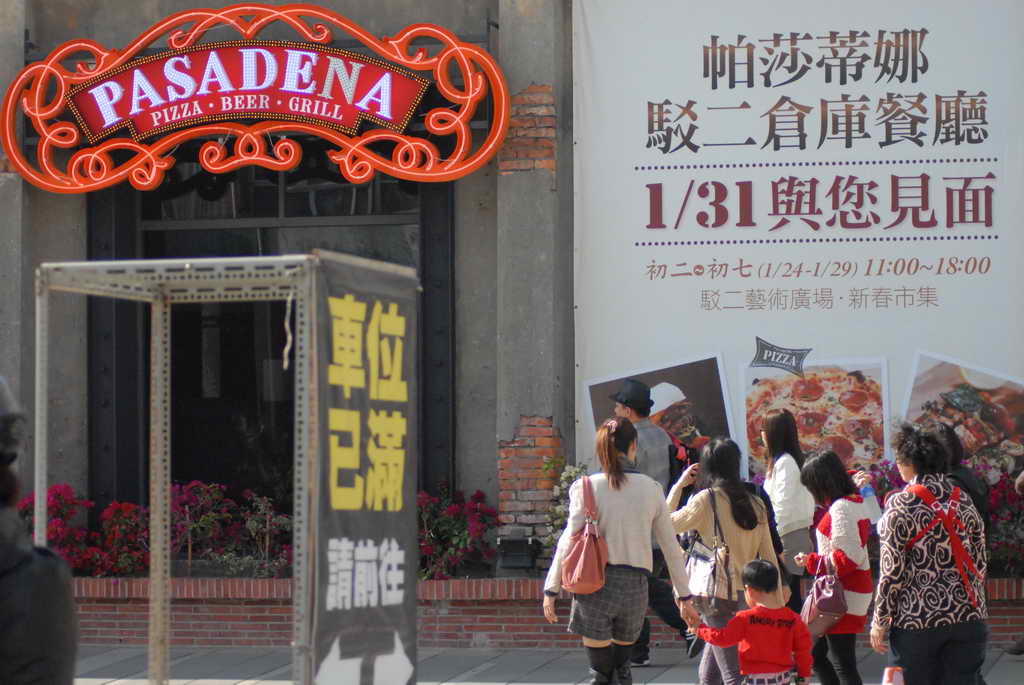 PASADENA
PIZZA · BEER · GRILL
帕莎蒂娜
駁二倉庫餐廳
1/31與您見面
初二~初七 (1/24-1/29) 11:00~18:00
駁二藝術廣場·新春市集
PIZZA
車位
已滿
請前往